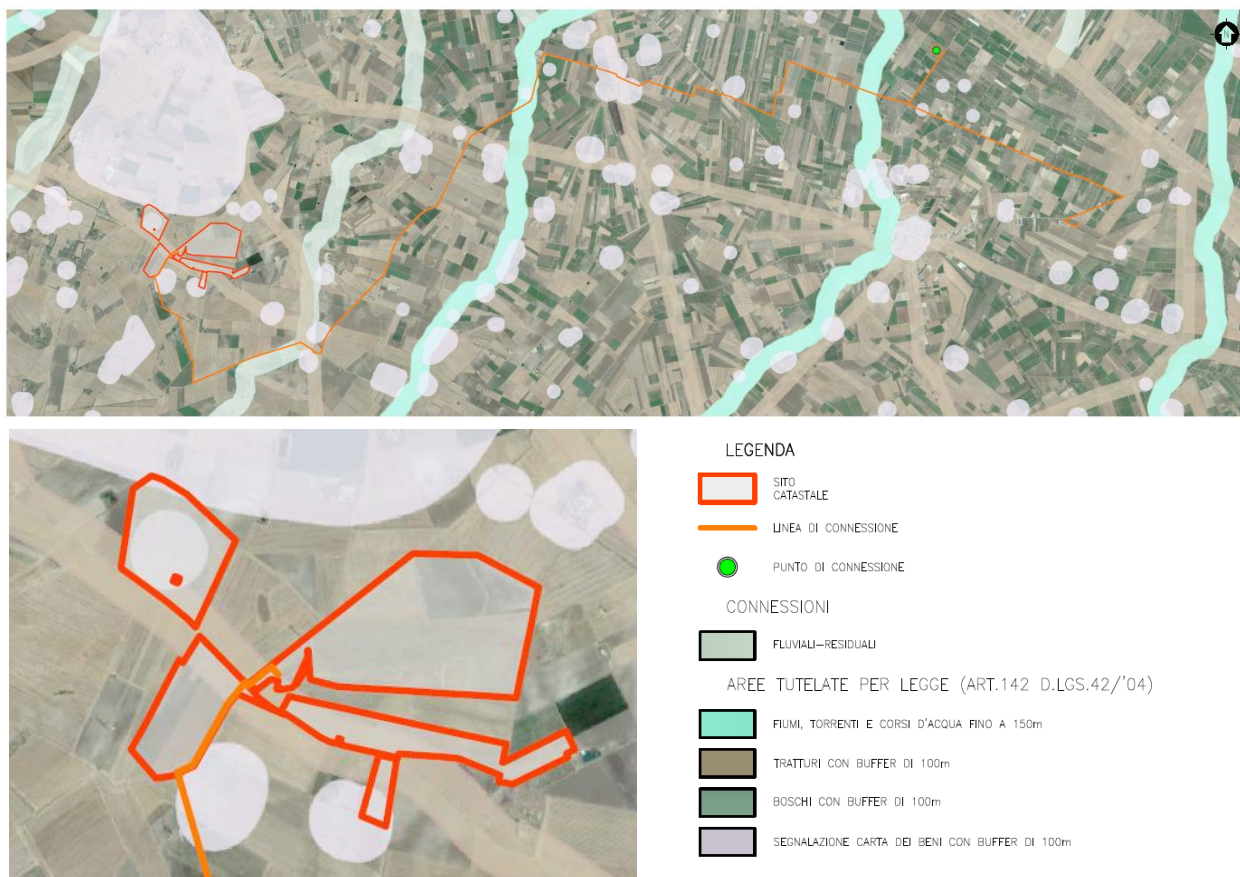 N
LEGENDA
SITO
CATASTALE
LINEA DI CONNESSIONE
PUNTO DI CONNESSIONE
CONNESSIONI
FLUVIALI-RESIDUALI
AREE TUTELATE PER LEGGE (ART.142 D.LGS.42/'04)
FIUMI, TORRENTI E CORSI D'ACQUA FINO A 150m
TRATTURI CON BUFFER DI 100m
BOSCHI CON BUFFER DI 100m
SEGNALAZIONE CARTA DEI BENI CON BUFFER DI 100m